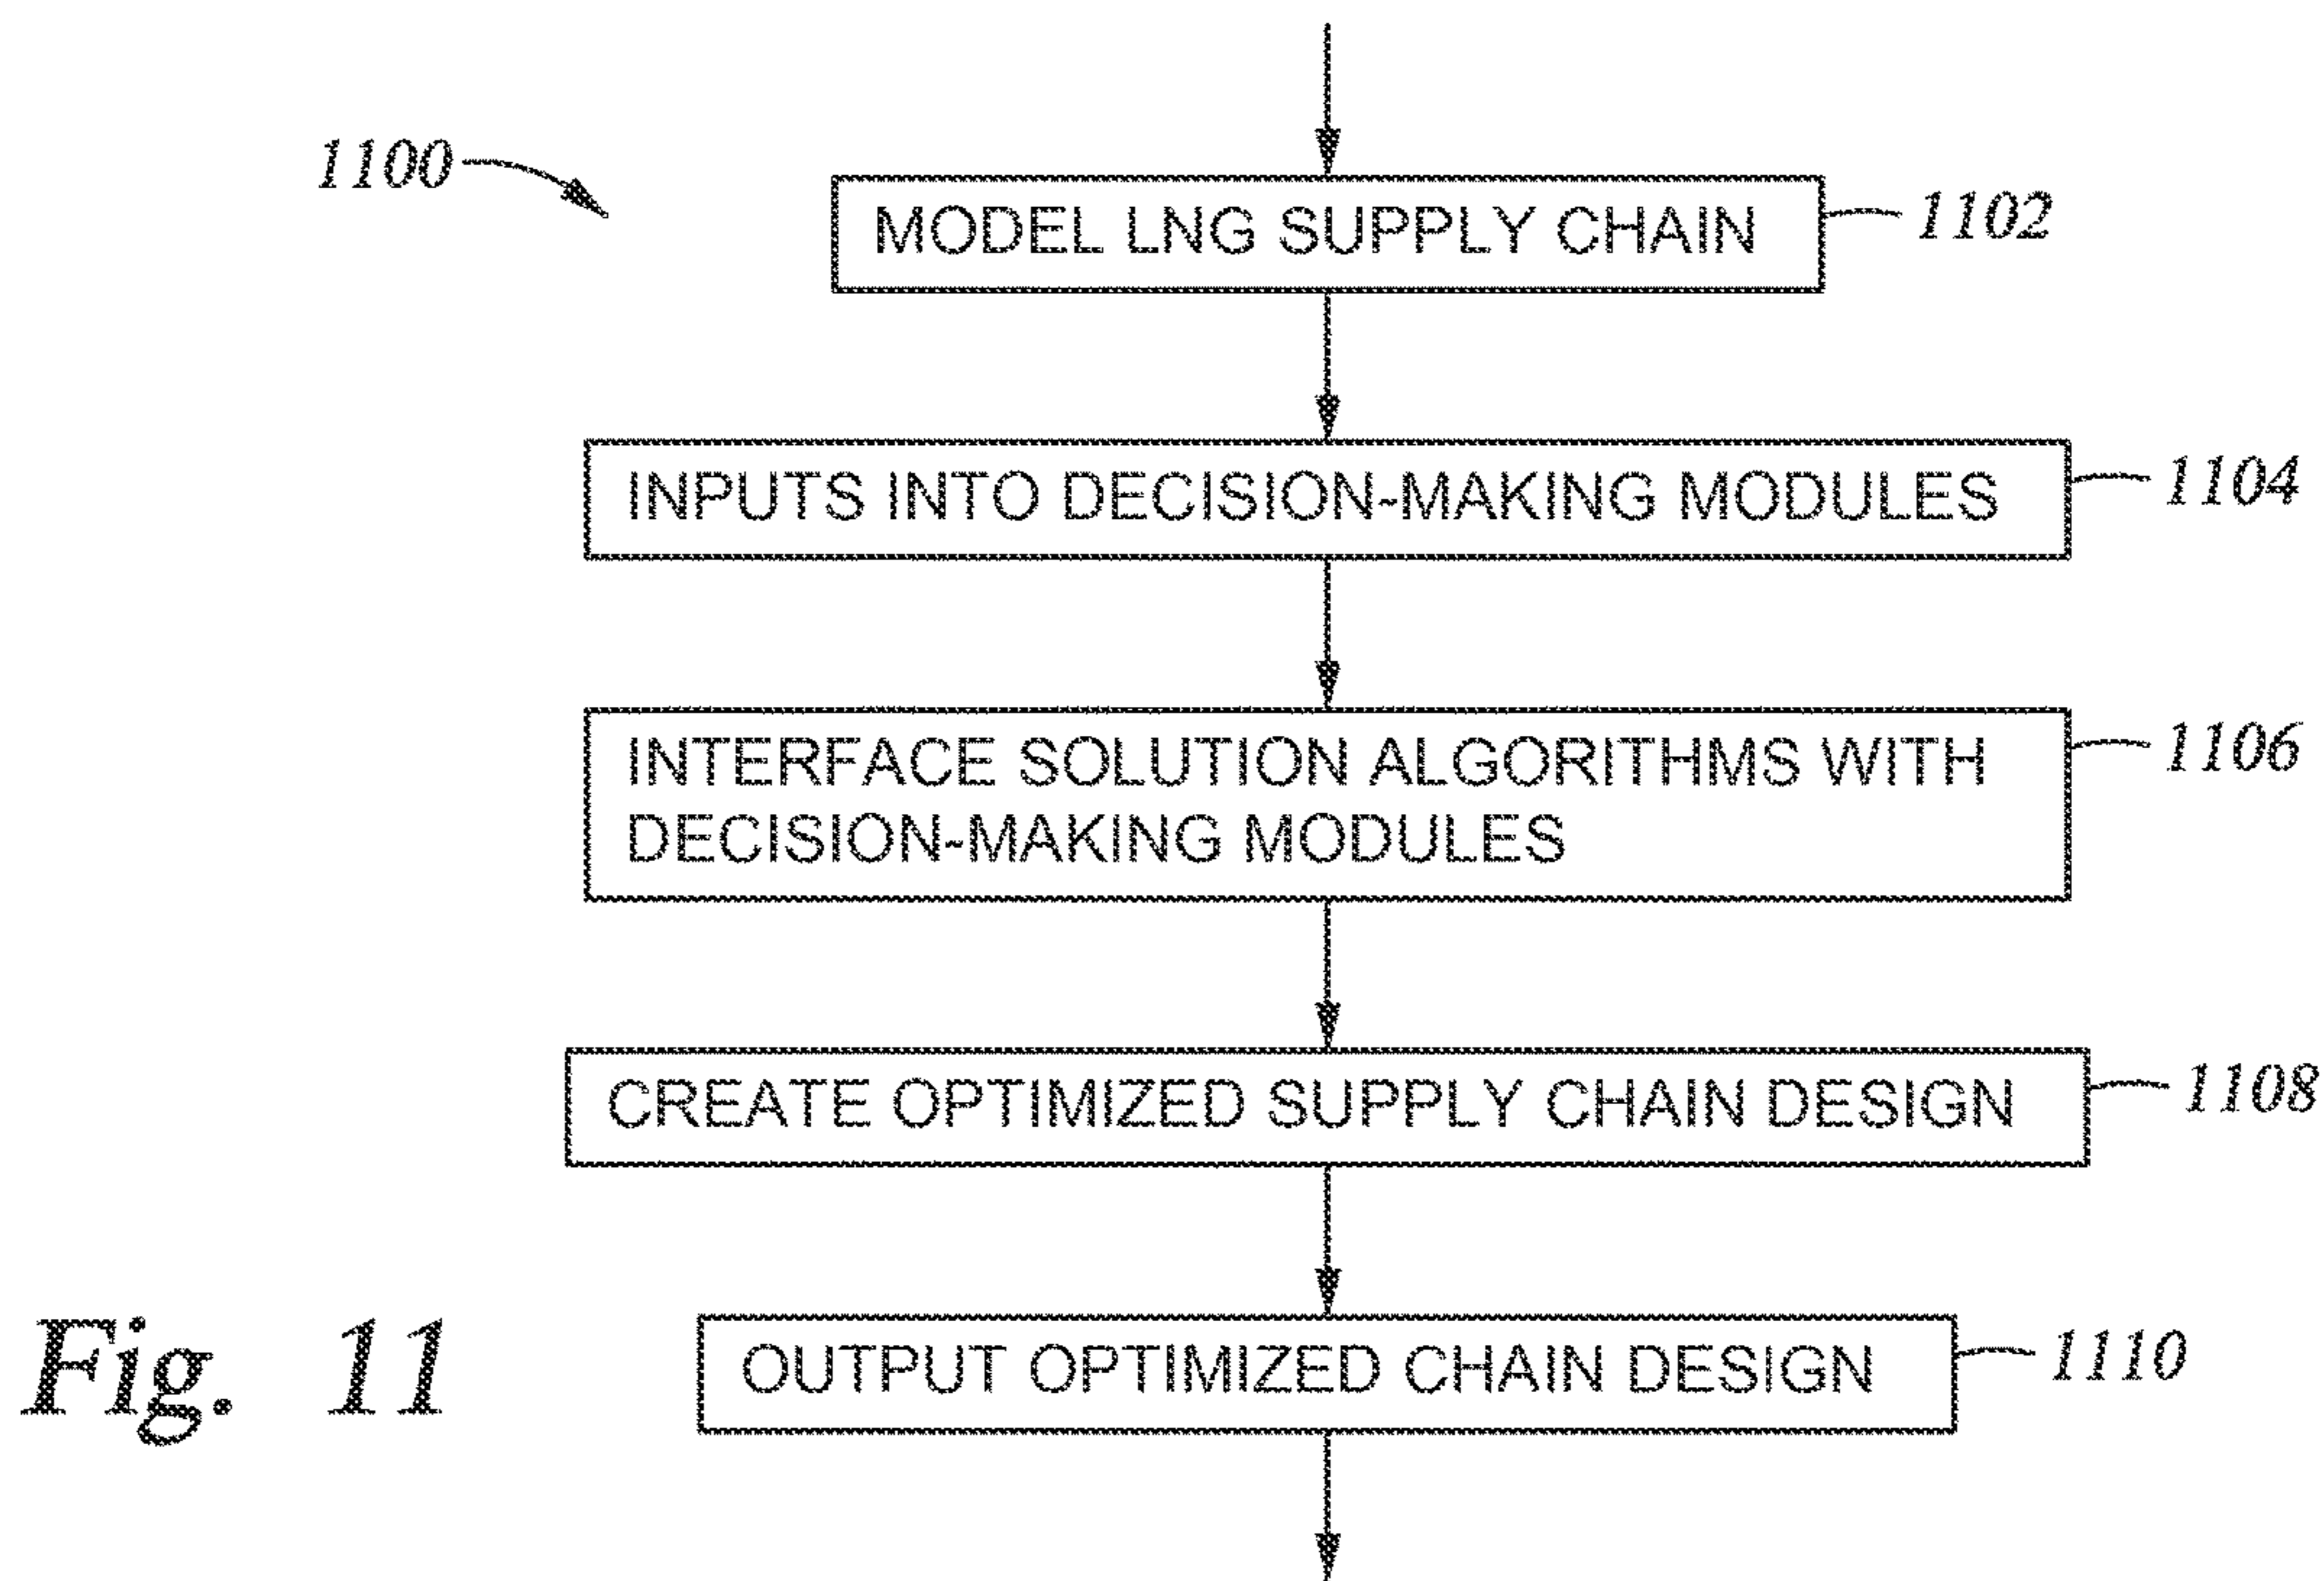 1100
MODEL LNG SUPPLY CHAIN
1102
INPUTS INTO DECISION-MAKING MODULES
1104
INTERFACE SOLUTION ALGORITHMS WITH
DECISION-MAKING MODULES
1106
CREATE OPTIMIZED SUPPLY CHAIN DESIGN
1108
OUTPUT OPTIMIZED CHAIN DESIGN
1110
Fig. 11